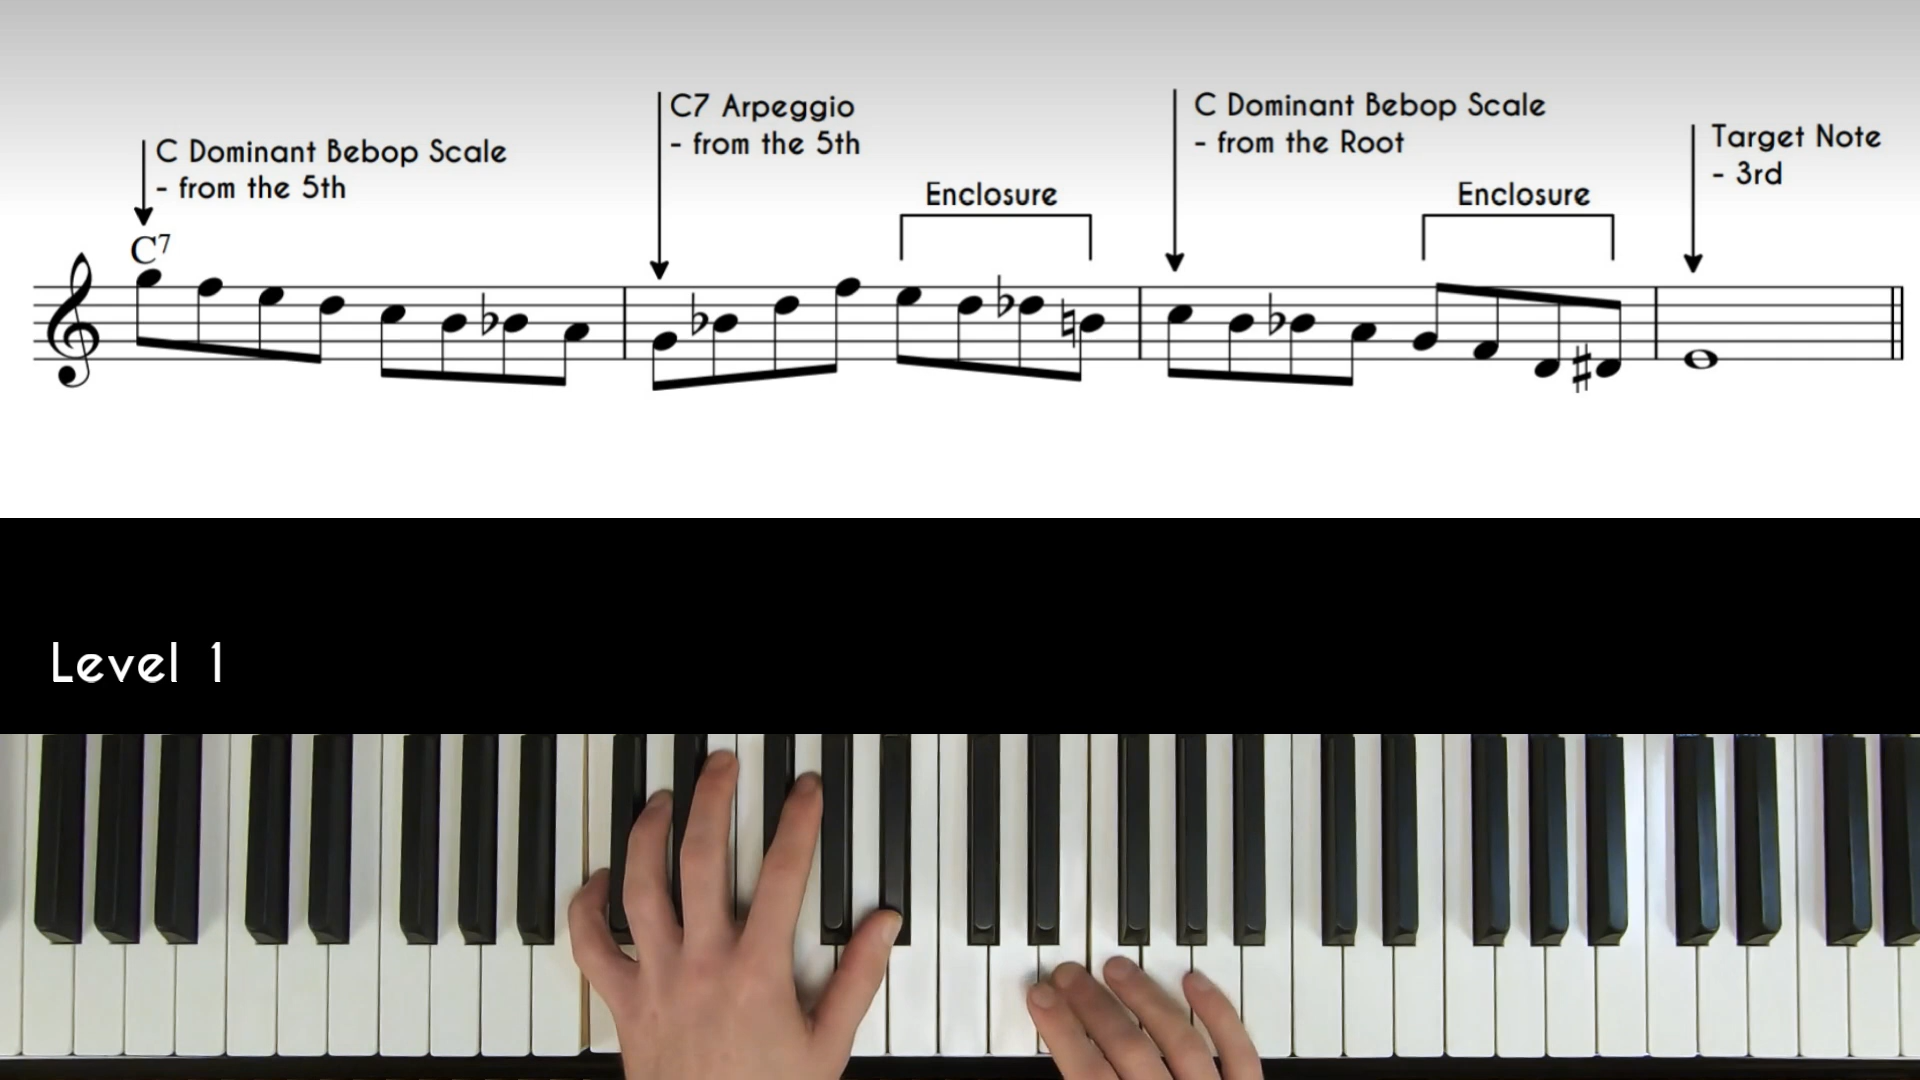 C Dominant Bebop Scale
- from the 5th
C7 Arpeggio
- from the 5th
C Dominant Bebop Scale
- from the Root
Target Note
- 3rd
Enclosure
Enclosure
C7
Level 1